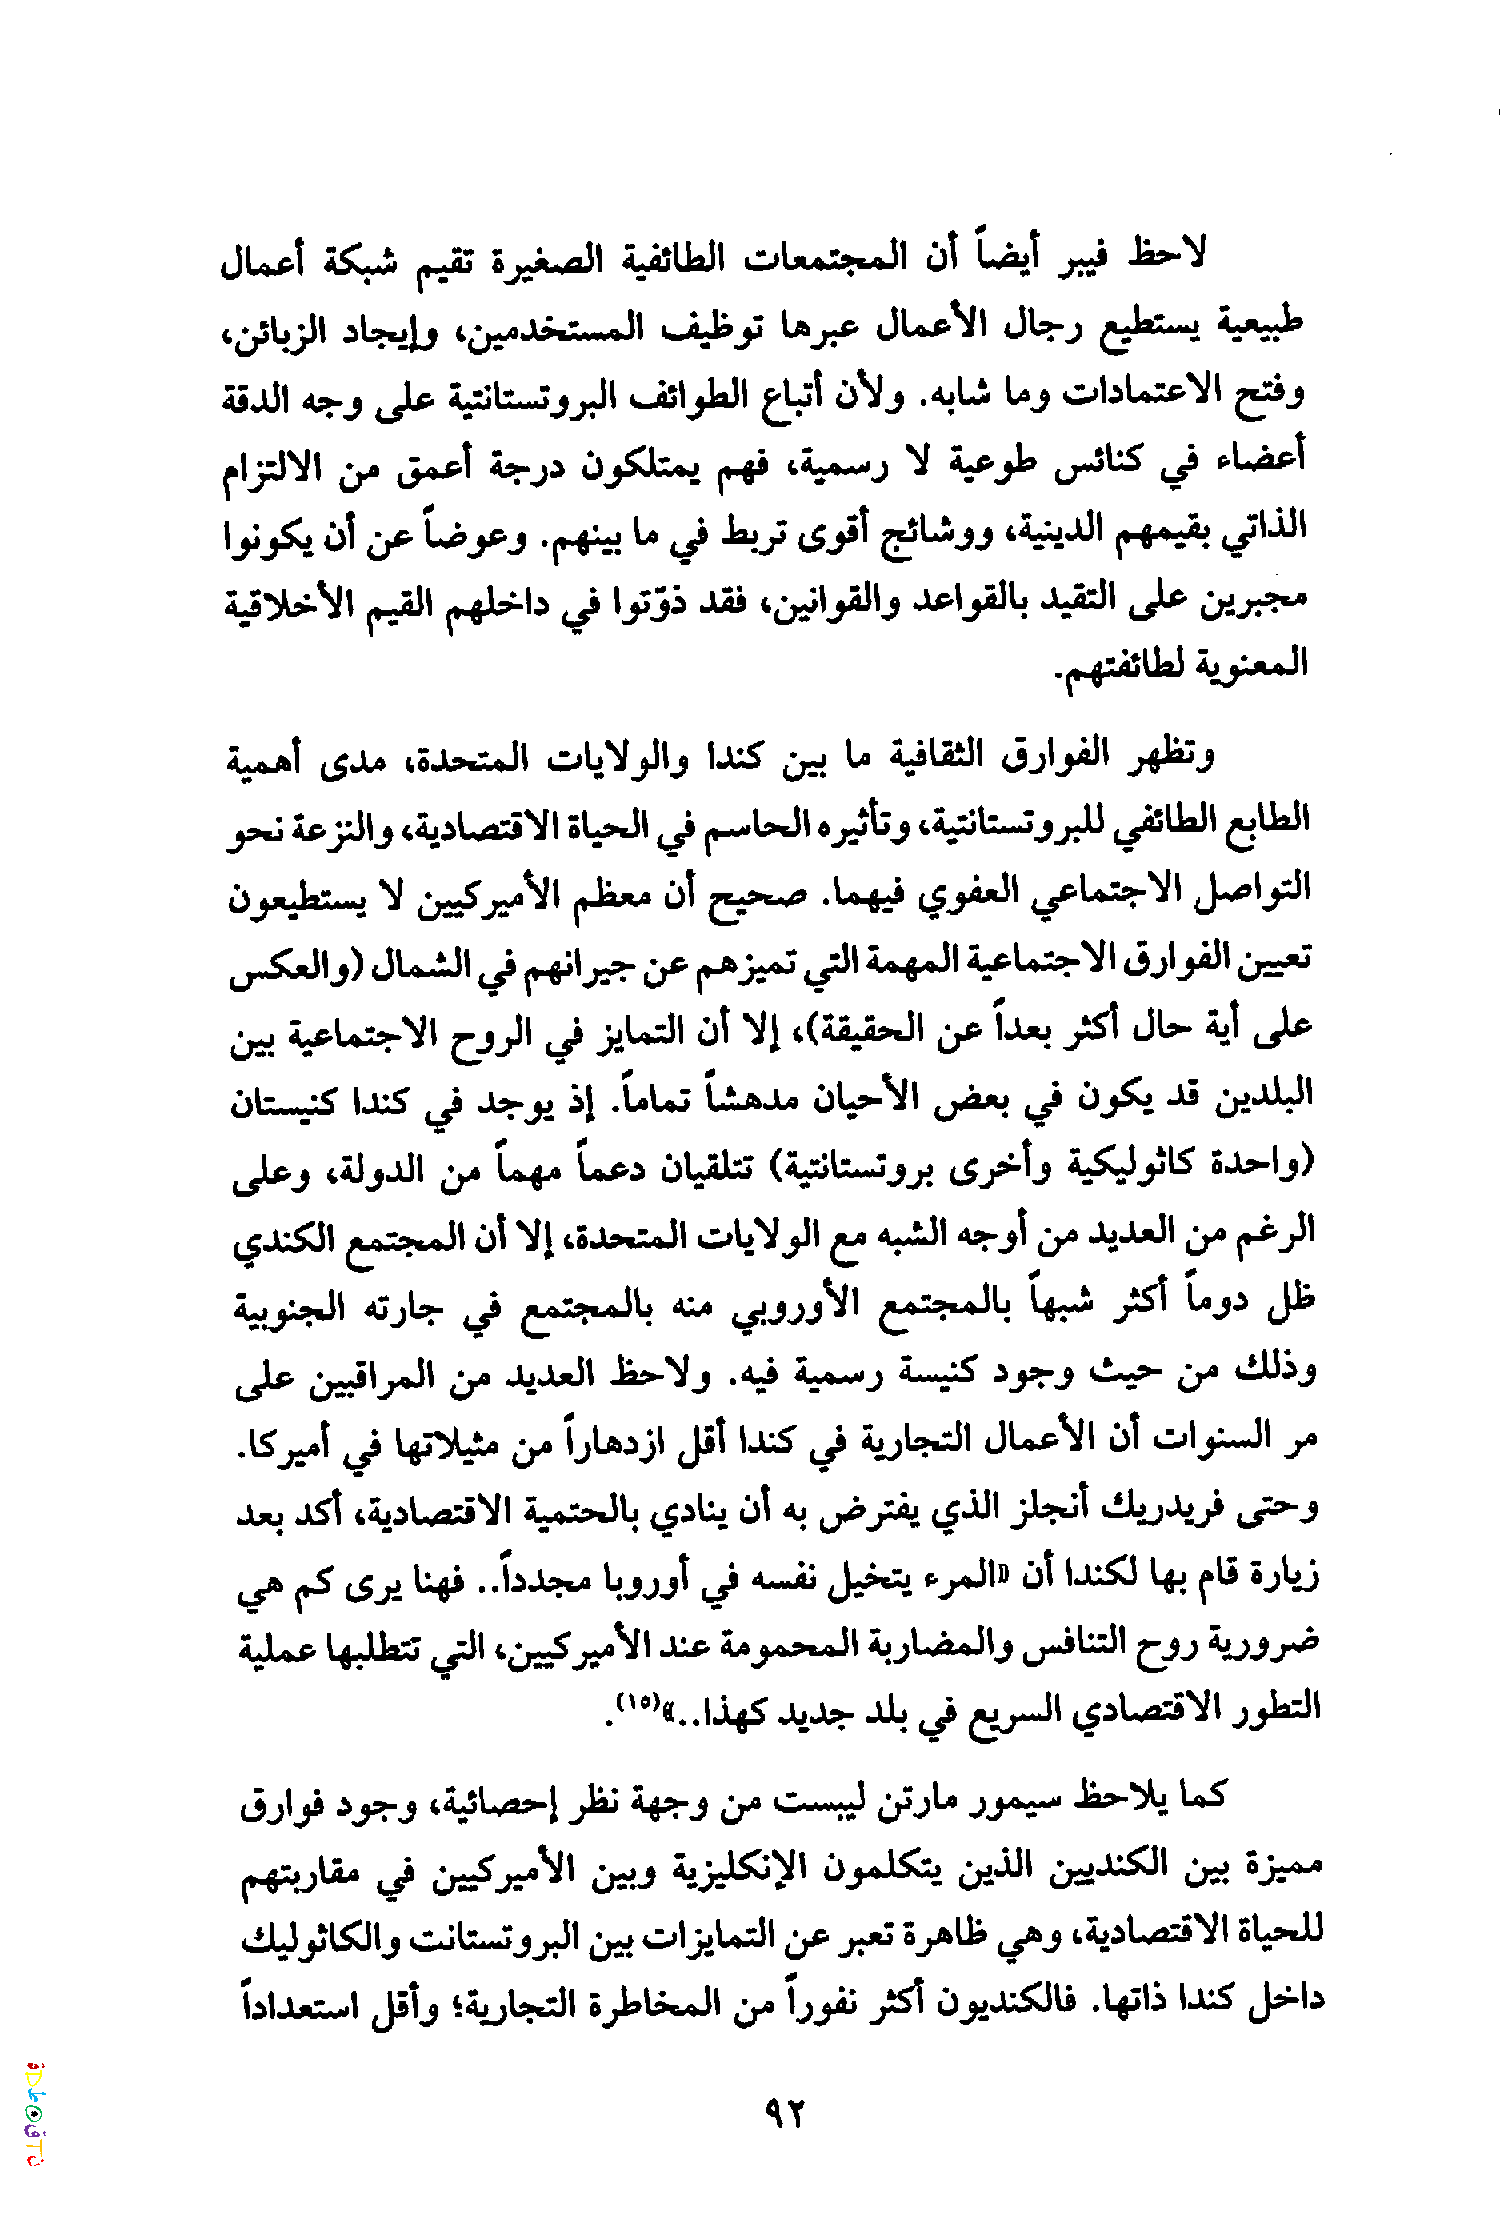 لاحظ فيبر أيضاً أن المجتمعات الطائفية الصغيرة تقيم شبكة أعمال
طبيعية يستطيع رجال الأعمال عبرها توظيف المستخدمين، وإيجاد الزبائن،
وفتح الاعتمادات وما شابه. ولأن أتباع الطوائف البروتستانتية على وجه الدقة
أعضاء في كنائس طوعية لا رسمية، فهم يمتلكون درجة أعمق من الالتزام
الذاتي بقيمهم الدينية، ووشائج أقوى تربط في ما بينهم. وعوضاً عن أن يكونوا
مجبرين على التقيد بالقواعد والقوانين، فقد ذوّتوا في داخلهم القيم الأخلاقية
المعنوية لطائفتهم.
وتظهر الفوارق الثقافية ما بين كندا والولايات المتحدة، مدى أهمية
الطابع الطائفي للبروتستانتية، وتأثيره الحاسم في الحياة الاقتصادية، والنزعة نحو
التواصل الاجتماعي العفوي فيهما. صحيح أن معظم الأميركيين لا يستطيعون
تعيين الفوارق الاجتماعية المهمة التي تميزهم عن جيرانهم في الشمال (والعكس
على أية حال أكثر بعداً عن الحقيقة)، إلا أن التمايز في الروح الاجتماعية بين
البلدين قد يكون في بعض الأحيان مدهشاً تماماً. إذ يوجد في كندا كنيستان
(واحدة كاثوليكية وأخرى بروتستانتية) تتلقيان دعماً مهماً من الدولة، وعلى
الرغم من العديد من أوجه الشبه مع الولايات المتحدة، إلا أن المجتمع الكندي
ظل دوماً أكثر شبهاً بالمجتمع الأوروبي منه بالمجتمع في جارته الجنوبية
وذلك من حيث وجود كنيسة رسمية فيه. ولاحظ العديد من المراقبين على
مر السنوات أن الأعمال التجارية في كندا أقل ازدهاراً من مثيلاتها في أميركا.
وحتى فريدريك أنجلز الذي يفترض به أن ينادي بالحتمية الاقتصادية، أكد بعد
زيارة قام بها لكندا أن «المرء يتخيل نفسه في أوروبا مجدداً.. فهنا يرى كم هي
ضرورية روح التنافس والمضاربة المحمومة عند الأميركيين، التي تتطلبها عملية
التطور الاقتصادي السريع في بلد جديد كهذا..»(١٥).
كما يلاحظ سيمور مارتن ليبست من وجهة نظر إحصائية، وجود فوارق
مميزة بين الكنديين الذين يتكلمون الإنكليزية وبين الأميركيين في مقاربتهم
للحياة الاقتصادية، وهي ظاهرة تعبر عن التمايزات بين البروتستانت والكاثوليك
داخل كندا ذاتها. فالكنديون أكثر نفوراً من المخاطرة التجارية؛ وأقل استعداداً
٩٢